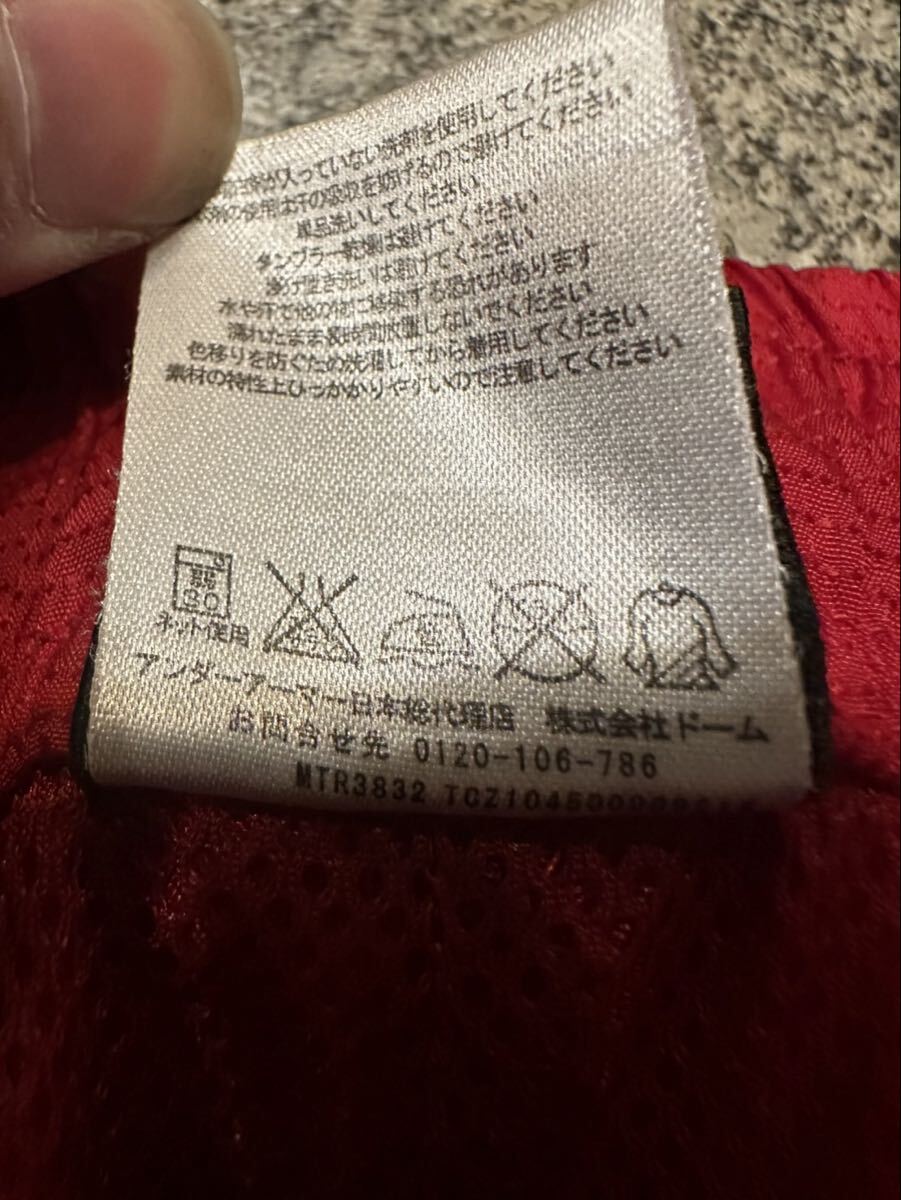 が入っていない洗剤を使用してください
の使用は汗の吸収を妨げるので避けてください
単品洗いしてください
タンブラー乾燥は避けてください
漬け置き洗いは避けてください
水や汗で他の物に移染する恐れがあります
濡れたまま長時間放置しないでください
色移りを防ぐため洗濯してから着用してください
素材の特性上ひっかかりやすいので注意してください
ネット使用
アンダーアーマー日本総代理店 株式会社ドーム
お問合せ先 0120-106-786
MTR3832